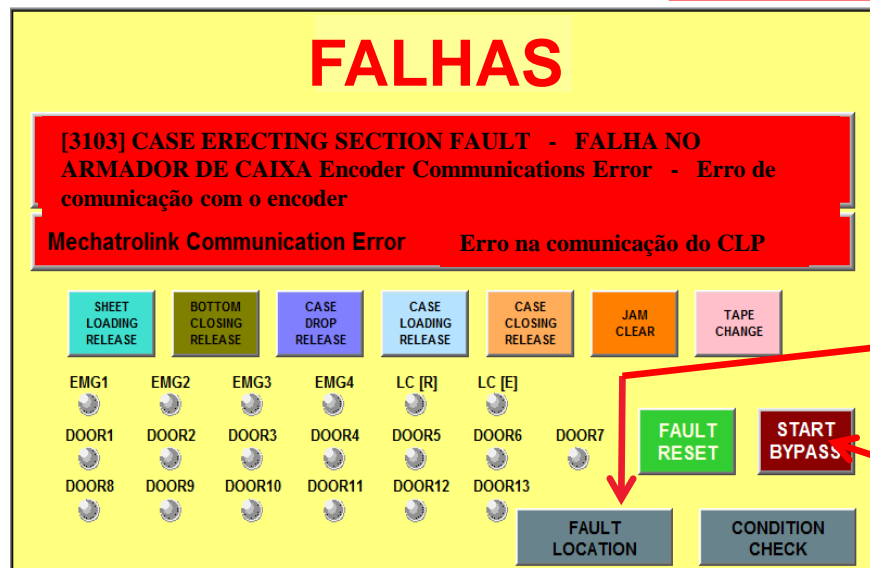 FALHAS
[3103] CASE ERECTING SECTION FAULT - FALHA NO
ARMADOR DE CAIXA Encoder Communications Error - Erro de
comunicação com o encoder
Mechatrolink Communication Error Erro na comunicação do CLP
SHEET LOADING RELEASE
BOTTOM CLOSING RELEASE
CASE DROP RELEASE
CASE LOADING RELEASE
CASE CLOSING RELEASE
JAM CLEAR
TAPE CHANGE
EMG1 EMG2 EMG3 EMG4 LC [R] LC [E]
DOOR1 DOOR2 DOOR3 DOOR4 DOOR5 DOOR6 DOOR7
FAULT RESET
START BYPASS
DOOR8 DOOR9 DOOR10 DOOR11 DOOR12 DOOR13
FAULT LOCATION
CONDITION CHECK